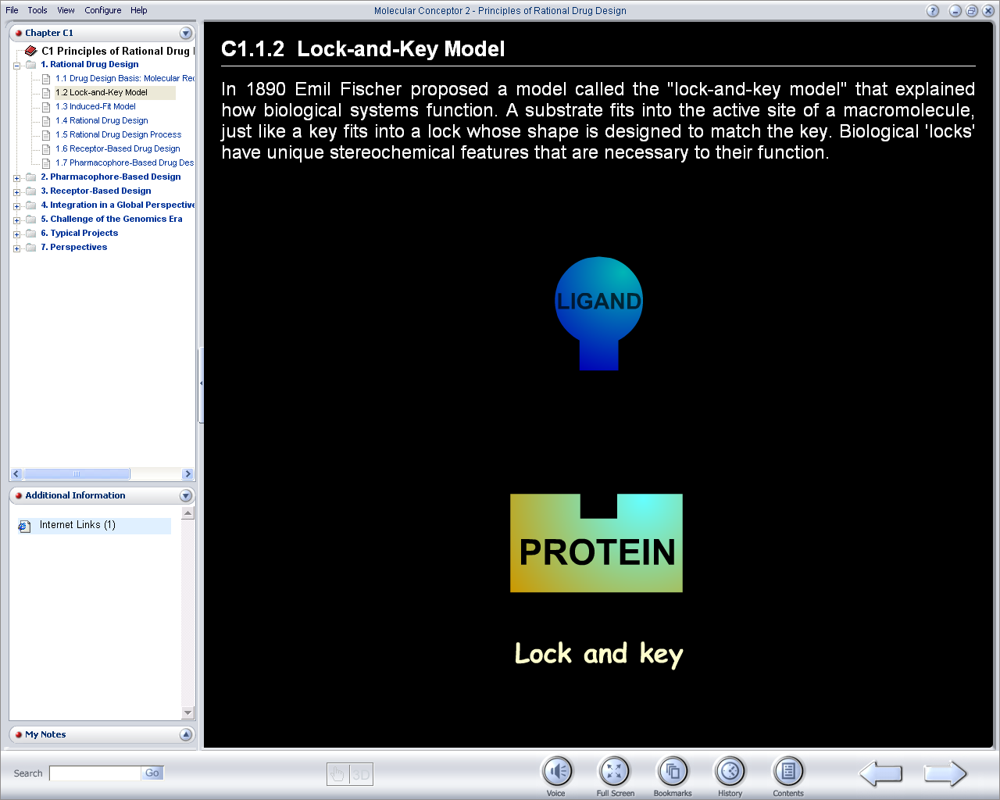 File Tools View Configure Help
Molecular Conceptor 2 - Principles of Rational Drug Design
Chapter C1
C1 Principles of Rational Drug
1. Rational Drug Design
1.1 Drug Design Basis: Molecular Rec
1.2 Lock-and-Key Model
1.3 Induced-Fit Model
1.4 Rational Drug Design
1.5 Rational Drug Design Process
1.6 Receptor-Based Drug Design
1.7 Pharmacophore-Based Drug Des
2. Pharmacophore-Based Design
3. Receptor-Based Design
4. Integration in a Global Perspective
5. Challenge of the Genomics Era
6. Typical Projects
7. Perspectives
Additional Information
Internet Links (1)
My Notes
C1.1.2 Lock-and-Key Model
In 1890 Emil Fischer proposed a model called the "lock-and-key model" that explained
how biological systems function. A substrate fits into the active site of a macromolecule,
just like a key fits into a lock whose shape is designed to match the key. Biological 'locks'
have unique stereochemical features that are necessary to their function.
LIGAND
PROTEIN
Lock and key
Search
Go
3D
Voice
Full Screen
Bookmarks
History
Contents